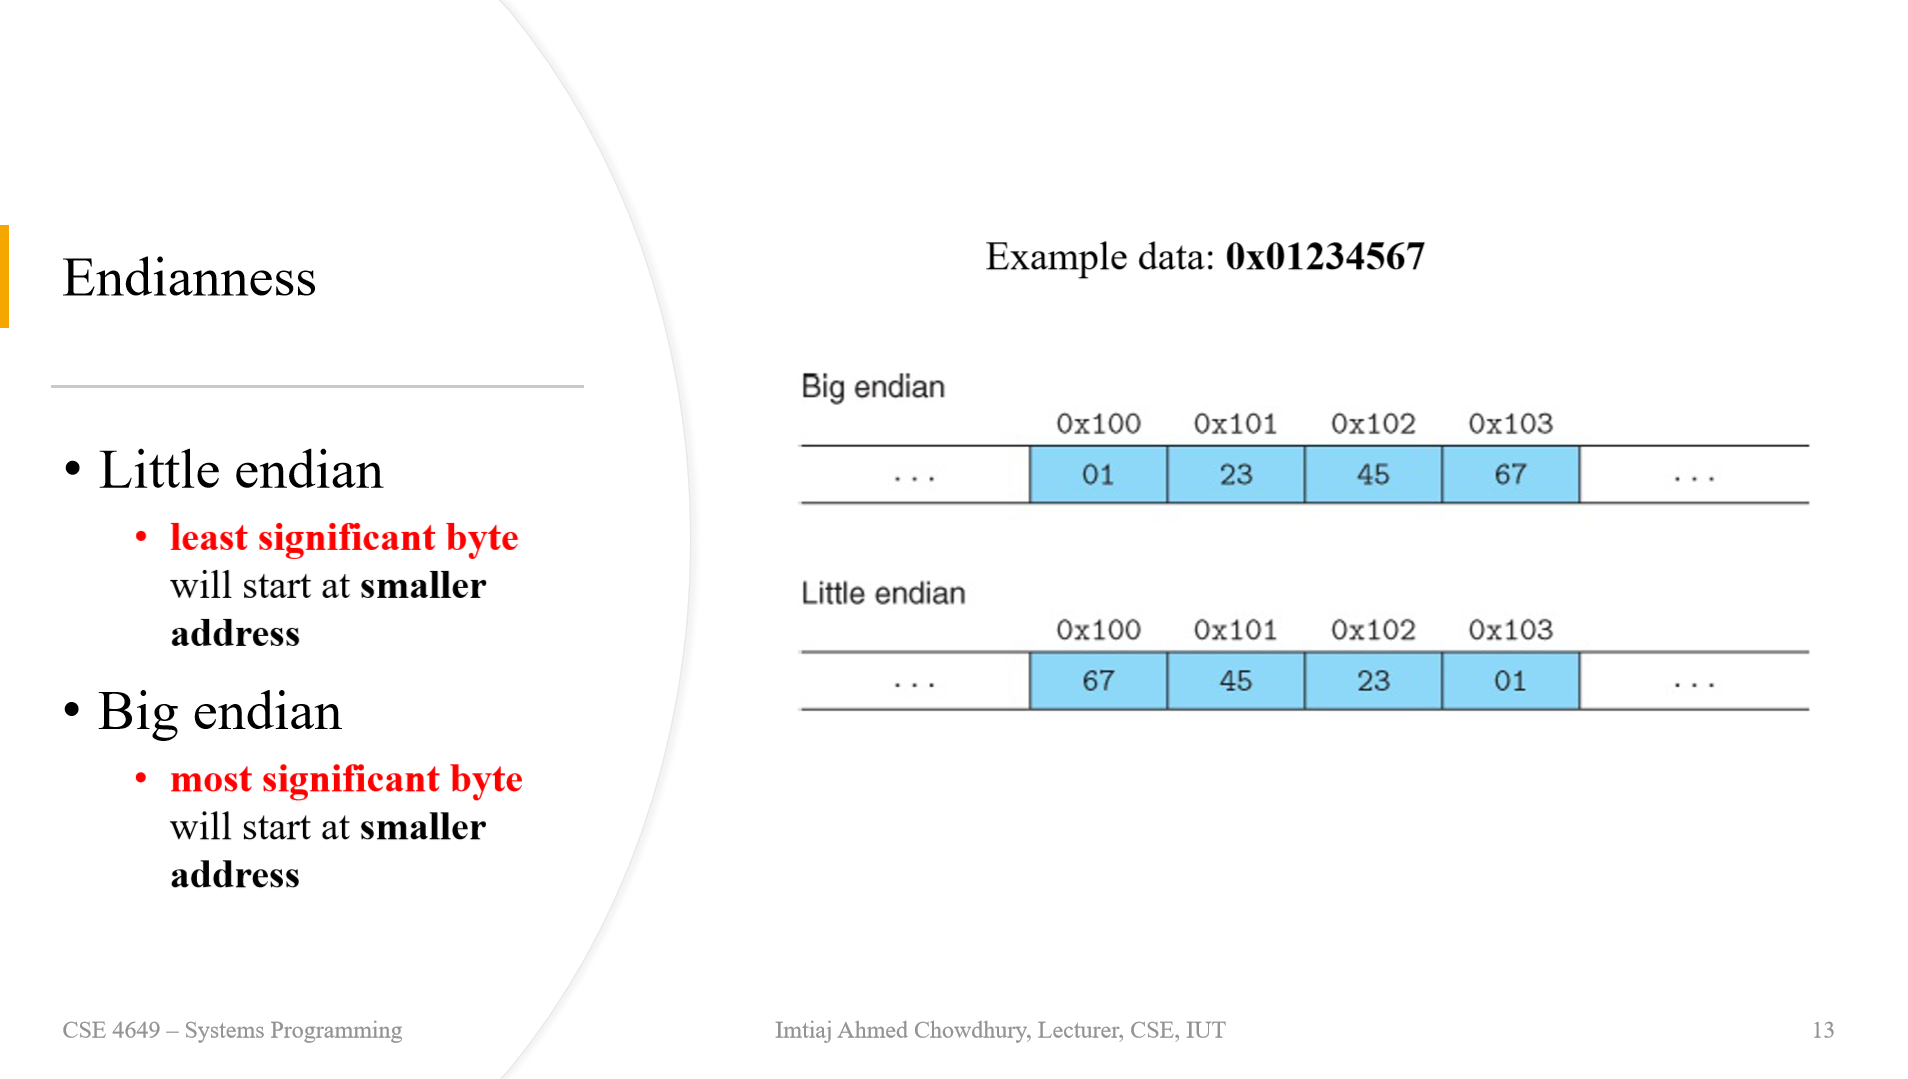 Endianness
• Little endian
• least significant byte
will start at smaller
address
• Big endian
• most significant byte
will start at smaller
address
Example data: 0x01234567
Big endian
0x100 0x101 0x102 0x103
... 01 23 45 67 ...
Little endian
0x100 0x101 0x102 0x103
... 67 45 23 01 ...
CSE 4649 – Systems Programming
Imtiaj Ahmed Chowdhury, Lecturer, CSE, IUT
13